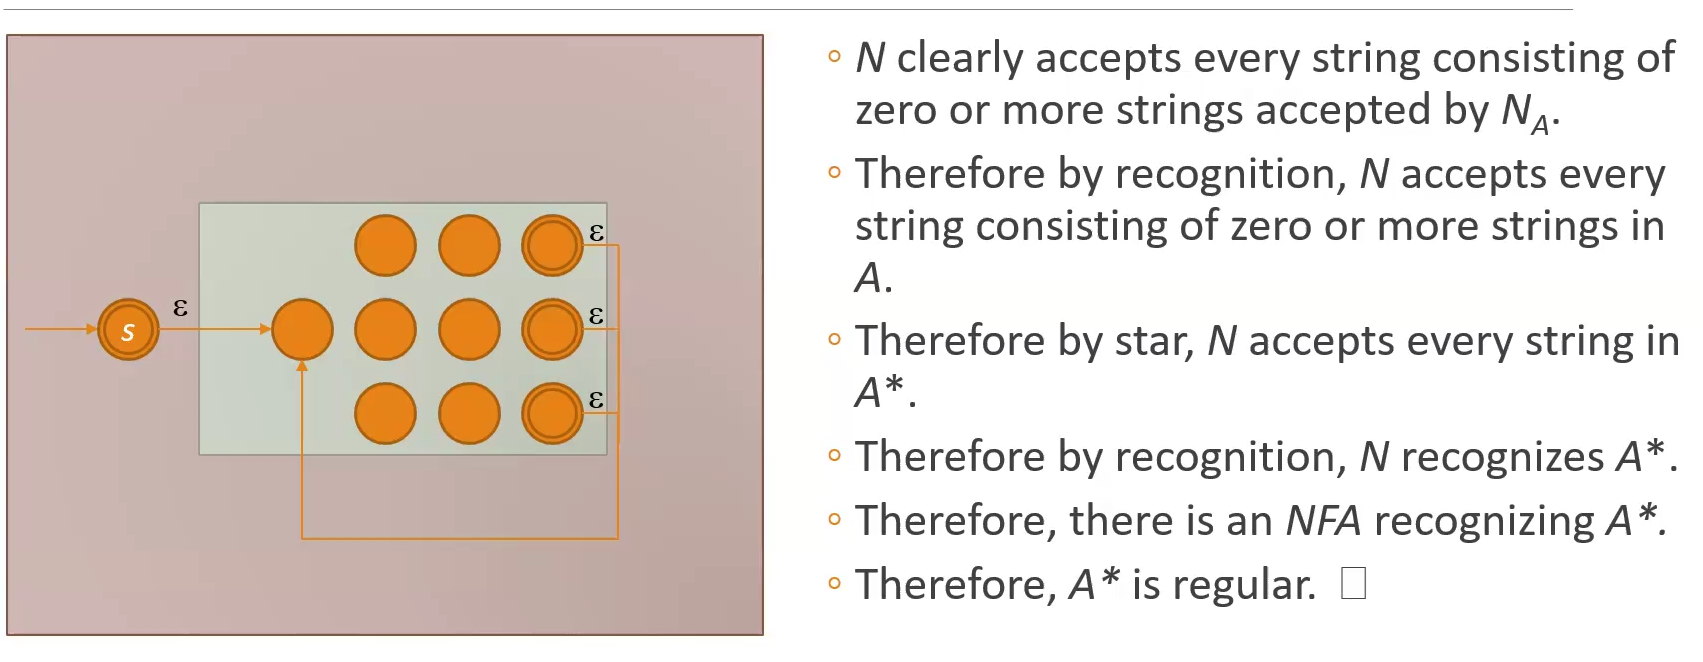 ε
ε
s
ε
ε
◦ N clearly accepts every string consisting of
zero or more strings accepted by N_A.
◦ Therefore by recognition, N accepts every
string consisting of zero or more strings in
A.
◦ Therefore by star, N accepts every string in
A*.
◦ Therefore by recognition, N recognizes A*.
◦ Therefore, there is an NFA recognizing A*.
◦ Therefore, A* is regular. □